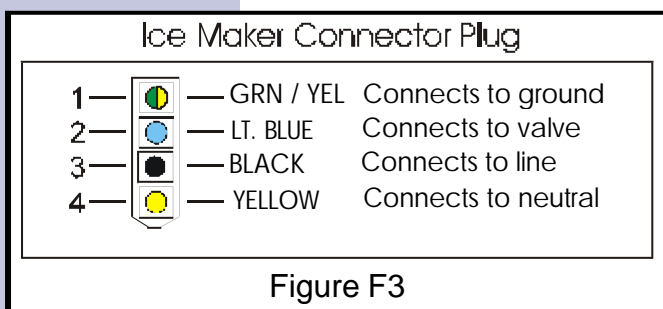 Ice Maker Connector Plug
1 GRN / YEL Connects to ground
2 LT. BLUE Connects to valve
3 BLACK Connects to line
4 YELLOW Connects to neutral
Figure F3